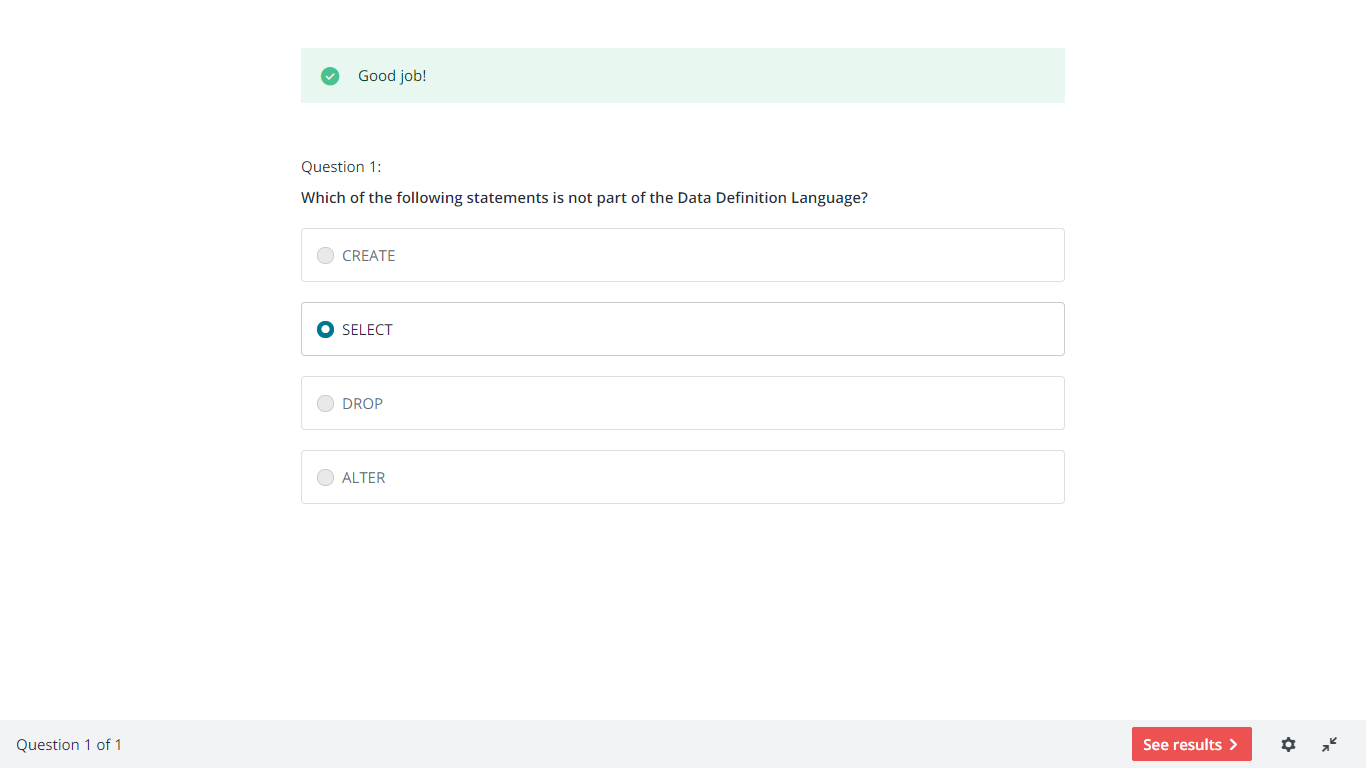 Good job!
Question 1:
Which of the following statements is not part of the Data Definition Language?
CREATE
SELECT
DROP
ALTER
Question 1 of 1
See results